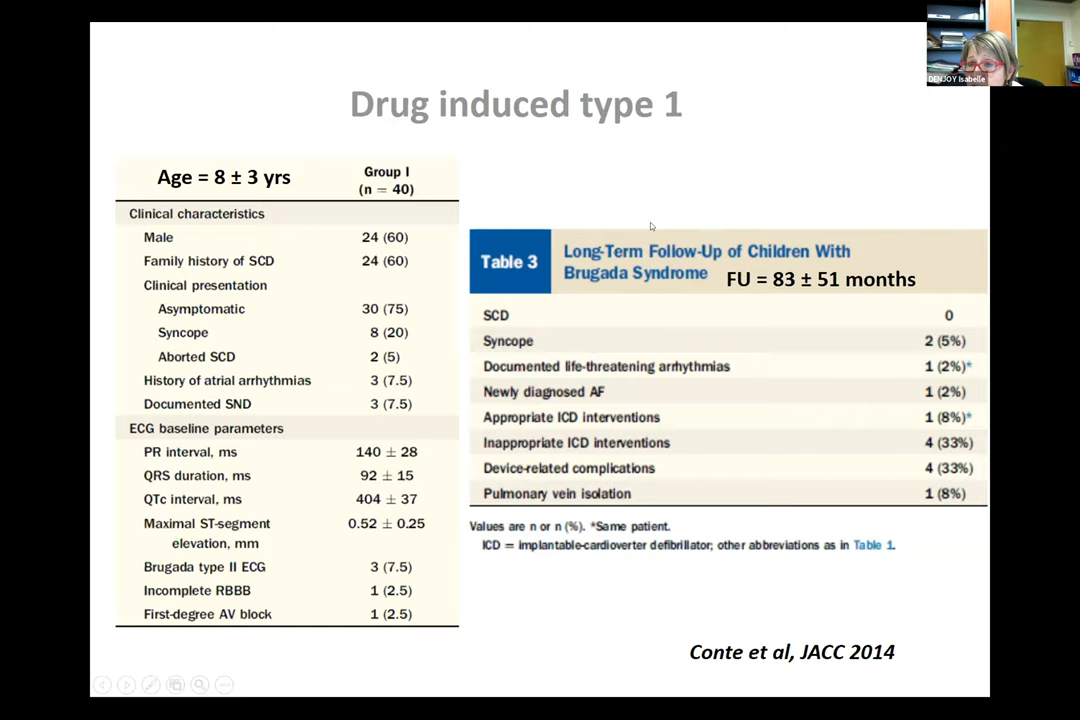 DENJOY Isabelle
Drug induced type 1
Age = 8 ± 3 yrs
Group I
(n = 40)
Clinical characteristics
Male 24 (60)
Family history of SCD 24 (60)
Clinical presentation
Asymptomatic 30 (75)
Syncope 8 (20)
Aborted SCD 2 (5)
History of atrial arrhythmias 3 (7.5)
Documented SND 3 (7.5)
ECG baseline parameters
PR interval, ms 140 ± 28
QRS duration, ms 92 ± 15
QTc interval, ms 404 ± 37
Maximal ST-segment 0.52 ± 0.25
elevation, mm
Brugada type II ECG 3 (7.5)
Incomplete RBBB 1 (2.5)
First-degree AV block 1 (2.5)
Table 3
Long-Term Follow-Up of Children With
Brugada Syndrome
FU = 83 ± 51 months
SCD 0
Syncope 2 (5%)
Documented life-threatening arrhythmias 1 (2%)*
Newly diagnosed AF 1 (2%)
Appropriate ICD interventions 1 (8%)*
Inappropriate ICD interventions 4 (33%)
Device-related complications 4 (33%)
Pulmonary vein isolation 1 (8%)
Values are n or n (%). *Same patient.
ICD = implantable-cardioverter defibrillator; other abbreviations as in Table 1.
Conte et al, JACC 2014